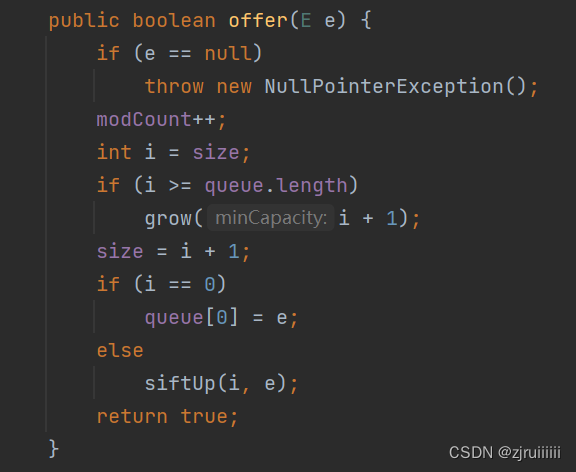 public boolean offer(E e) {
    if (e == null)
        throw new NullPointerException();
    modCount++;
    int i = size;
    if (i >= queue.length)
        grow( minCapacity: i + 1);
    size = i + 1;
    if (i == 0)
        queue[0] = e;
    else
        siftUp(i, e);
    return true;
}
CSDN @zjruiiiiii